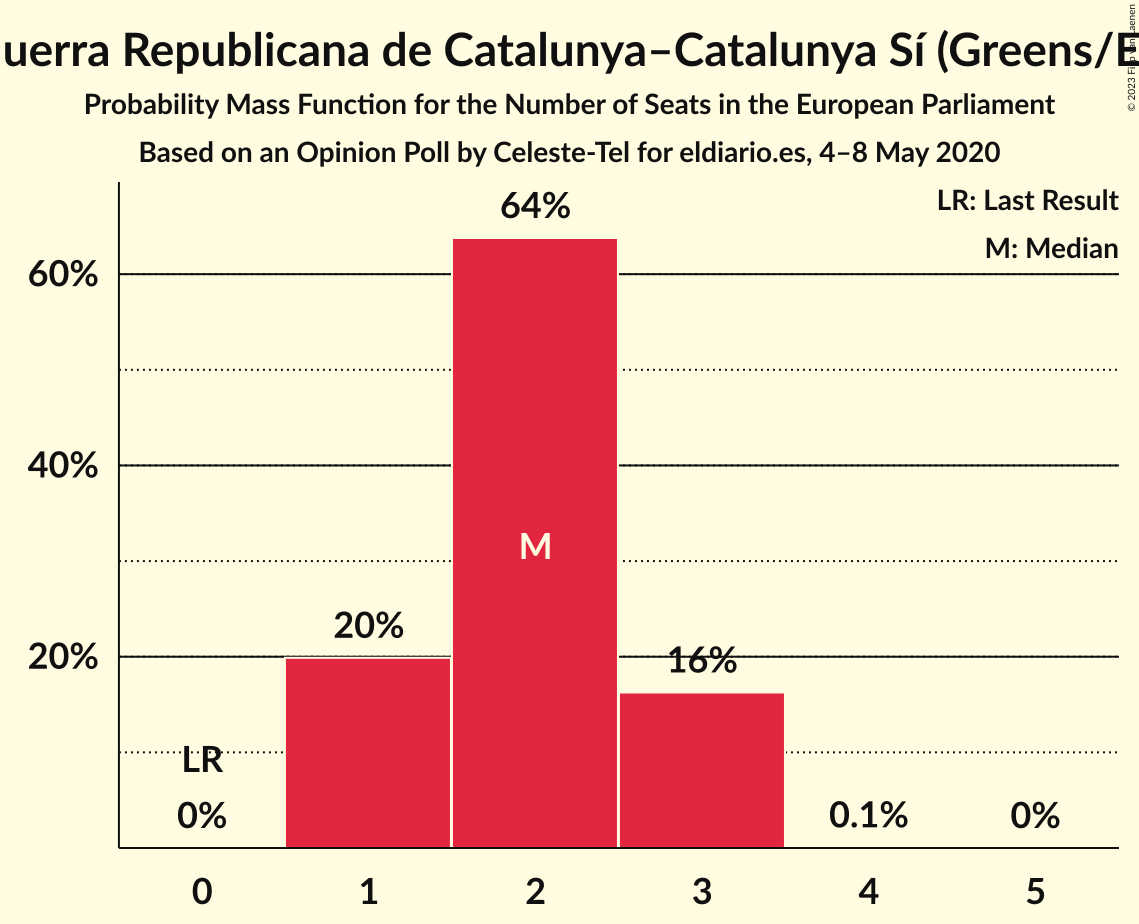 uerra Republicana de Catalunya–Catalunya Sí (Greens/E
Probability Mass Function for the Number of Seats in the European Parliament
Based on an Opinion Poll by Celeste-Tel for eldiario.es, 4–8 May 2020
LR: Last Result
M: Median
64%
60%
40%
M
20%
20%
16%
LR
0%
0.1%
0%
0 1 2 3 4 5
© 2023